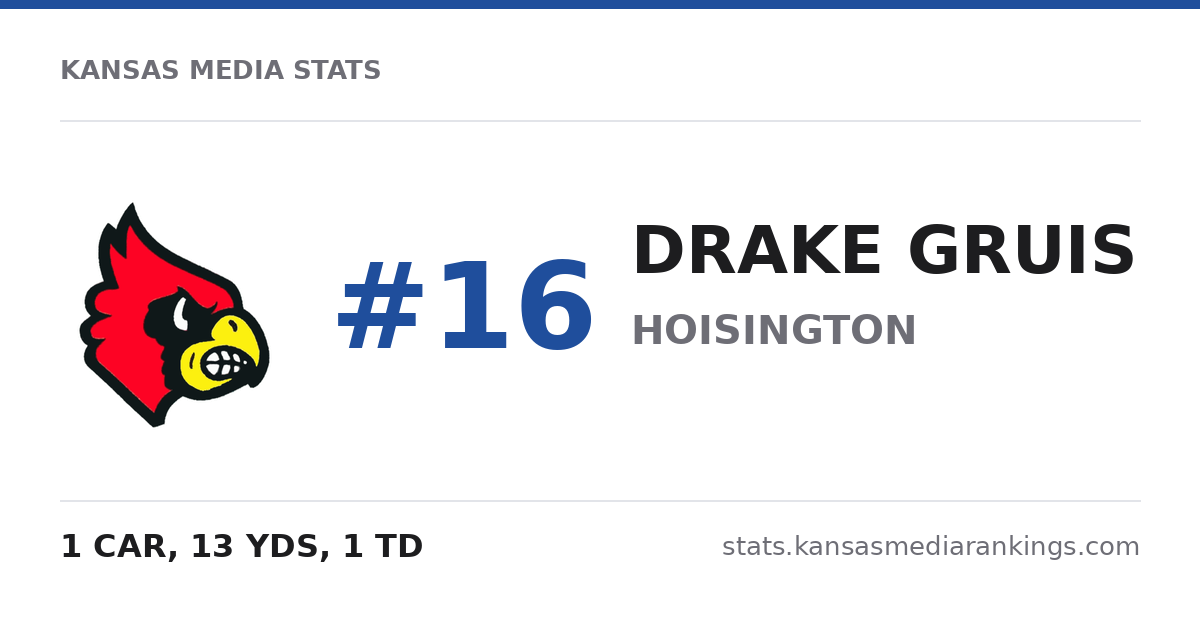 KANSAS MEDIA STATS
#16
DRAKE GRUIS
HOISINGTON
1 CAR, 13 YDS, 1 TD
stats.kansasmediarankings.com